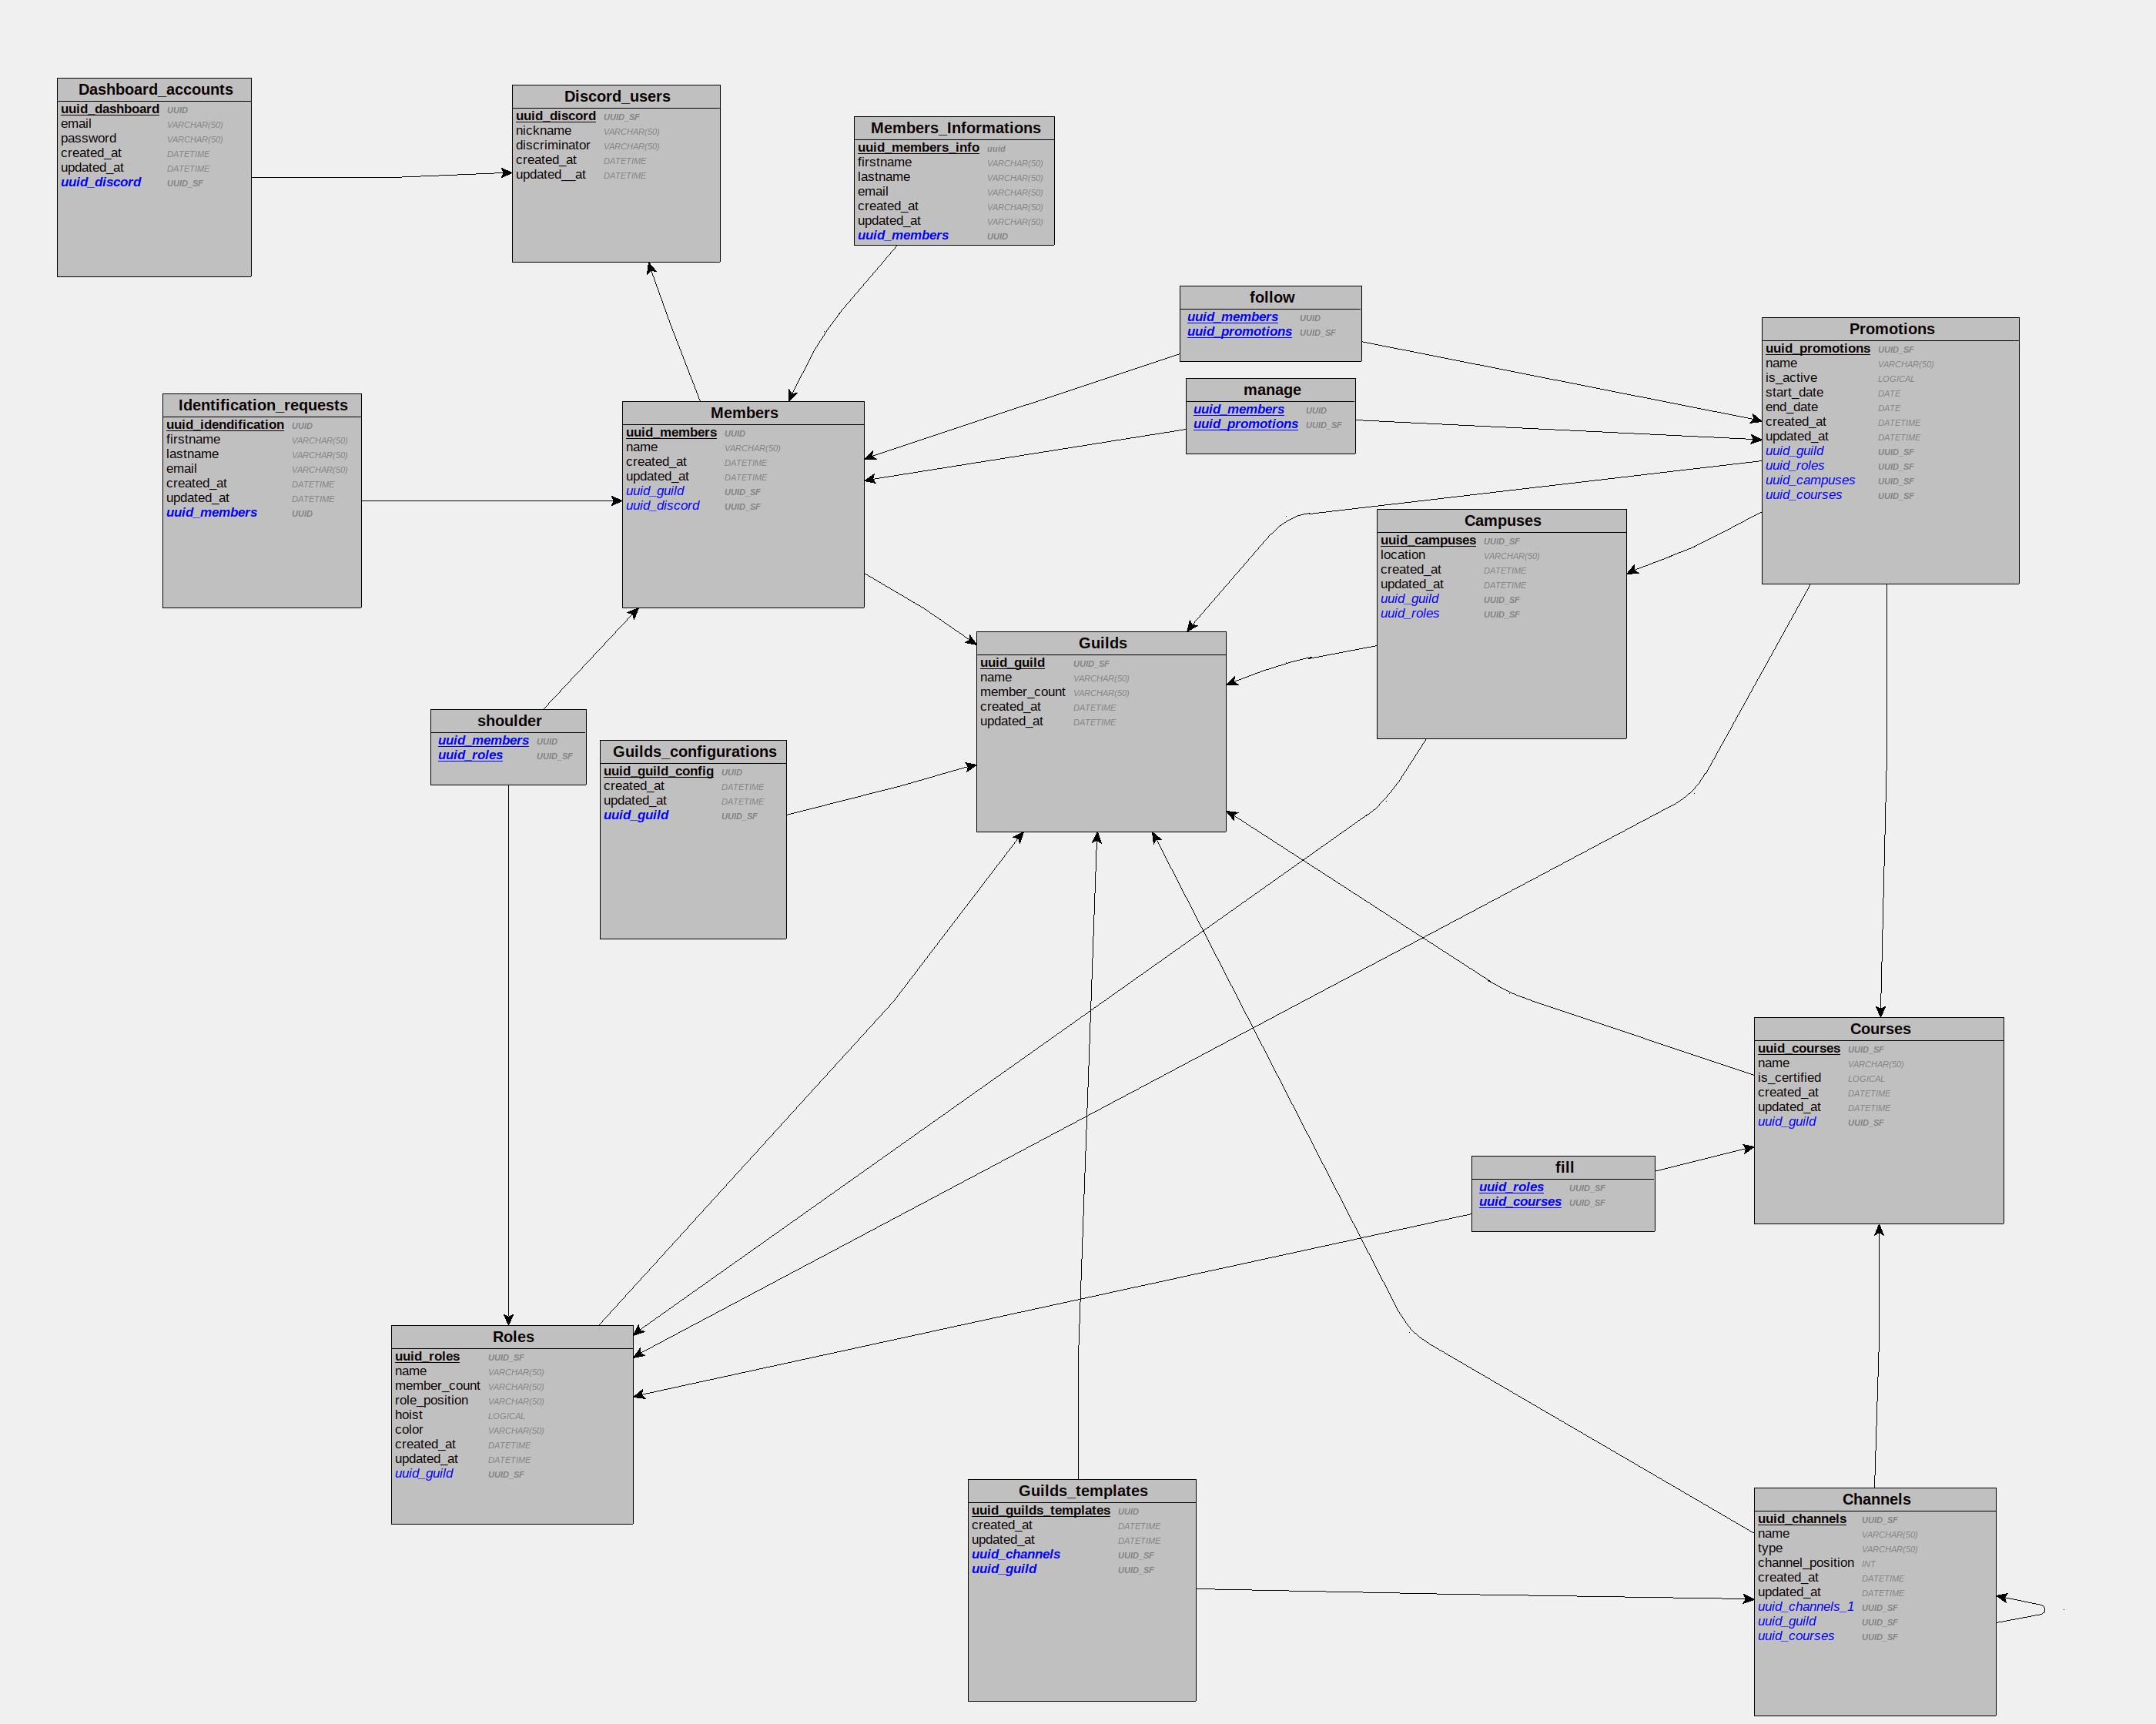 Dashboard_accounts
uuid_dashboard UUID
email VARCHAR(50)
password VARCHAR(50)
created_at DATETIME
updated_at DATETIME
uuid_discord UUID_SF
Discord_users
uuid_discord UUID_SF
nickname VARCHAR(50)
discriminator VARCHAR(50)
created_at DATETIME
updated__at DATETIME
Members_Informations
uuid_members_info uuid
firstname VARCHAR(50)
lastname VARCHAR(50)
email VARCHAR(50)
created_at VARCHAR(50)
updated_at VARCHAR(50)
uuid_members UUID
follow
uuid_members UUID
uuid_promotions UUID_SF
Promotions
uuid_promotions UUID_SF
name VARCHAR(50)
is_active LOGICAL
start_date DATE
end_date DATE
created_at DATETIME
updated_at DATETIME
uuid_guild UUID_SF
uuid_roles UUID_SF
uuid_campuses UUID_SF
uuid_courses UUID_SF
manage
uuid_members UUID
uuid_promotions UUID_SF
Identification_requests
uuid_idendification UUID
firstname VARCHAR(50)
lastname VARCHAR(50)
email VARCHAR(50)
created_at DATETIME
updated_at DATETIME
uuid_members UUID
Members
uuid_members UUID
name VARCHAR(50)
created_at DATETIME
updated_at DATETIME
uuid_guild UUID_SF
uuid_discord UUID_SF
Campuses
uuid_campuses UUID_SF
location VARCHAR(50)
created_at DATETIME
updated_at DATETIME
uuid_guild UUID_SF
uuid_roles UUID_SF
Guilds
uuid_guild UUID_SF
name VARCHAR(50)
member_count VARCHAR(50)
created_at DATETIME
updated_at DATETIME
shoulder
uuid_members UUID
uuid_roles UUID_SF
Guilds_configurations
uuid_guild_config UUID
created_at DATETIME
updated_at DATETIME
uuid_guild UUID_SF
Courses
uuid_courses UUID_SF
name VARCHAR(50)
is_certified LOGICAL
created_at DATETIME
updated_at DATETIME
uuid_guild UUID_SF
fill
uuid_roles UUID_SF
uuid_courses UUID_SF
Roles
uuid_roles UUID_SF
name VARCHAR(50)
member_count VARCHAR(50)
role_position VARCHAR(50)
hoist LOGICAL
color VARCHAR(50)
created_at DATETIME
updated_at DATETIME
uuid_guild UUID_SF
Guilds_templates
uuid_guilds_templates UUID
created_at DATETIME
updated_at DATETIME
uuid_channels UUID_SF
uuid_guild UUID_SF
Channels
uuid_channels UUID_SF
name VARCHAR(50)
type VARCHAR(50)
channel_position INT
created_at DATETIME
updated_at DATETIME
uuid_channels_1 UUID_SF
uuid_guild UUID_SF
uuid_courses UUID_SF